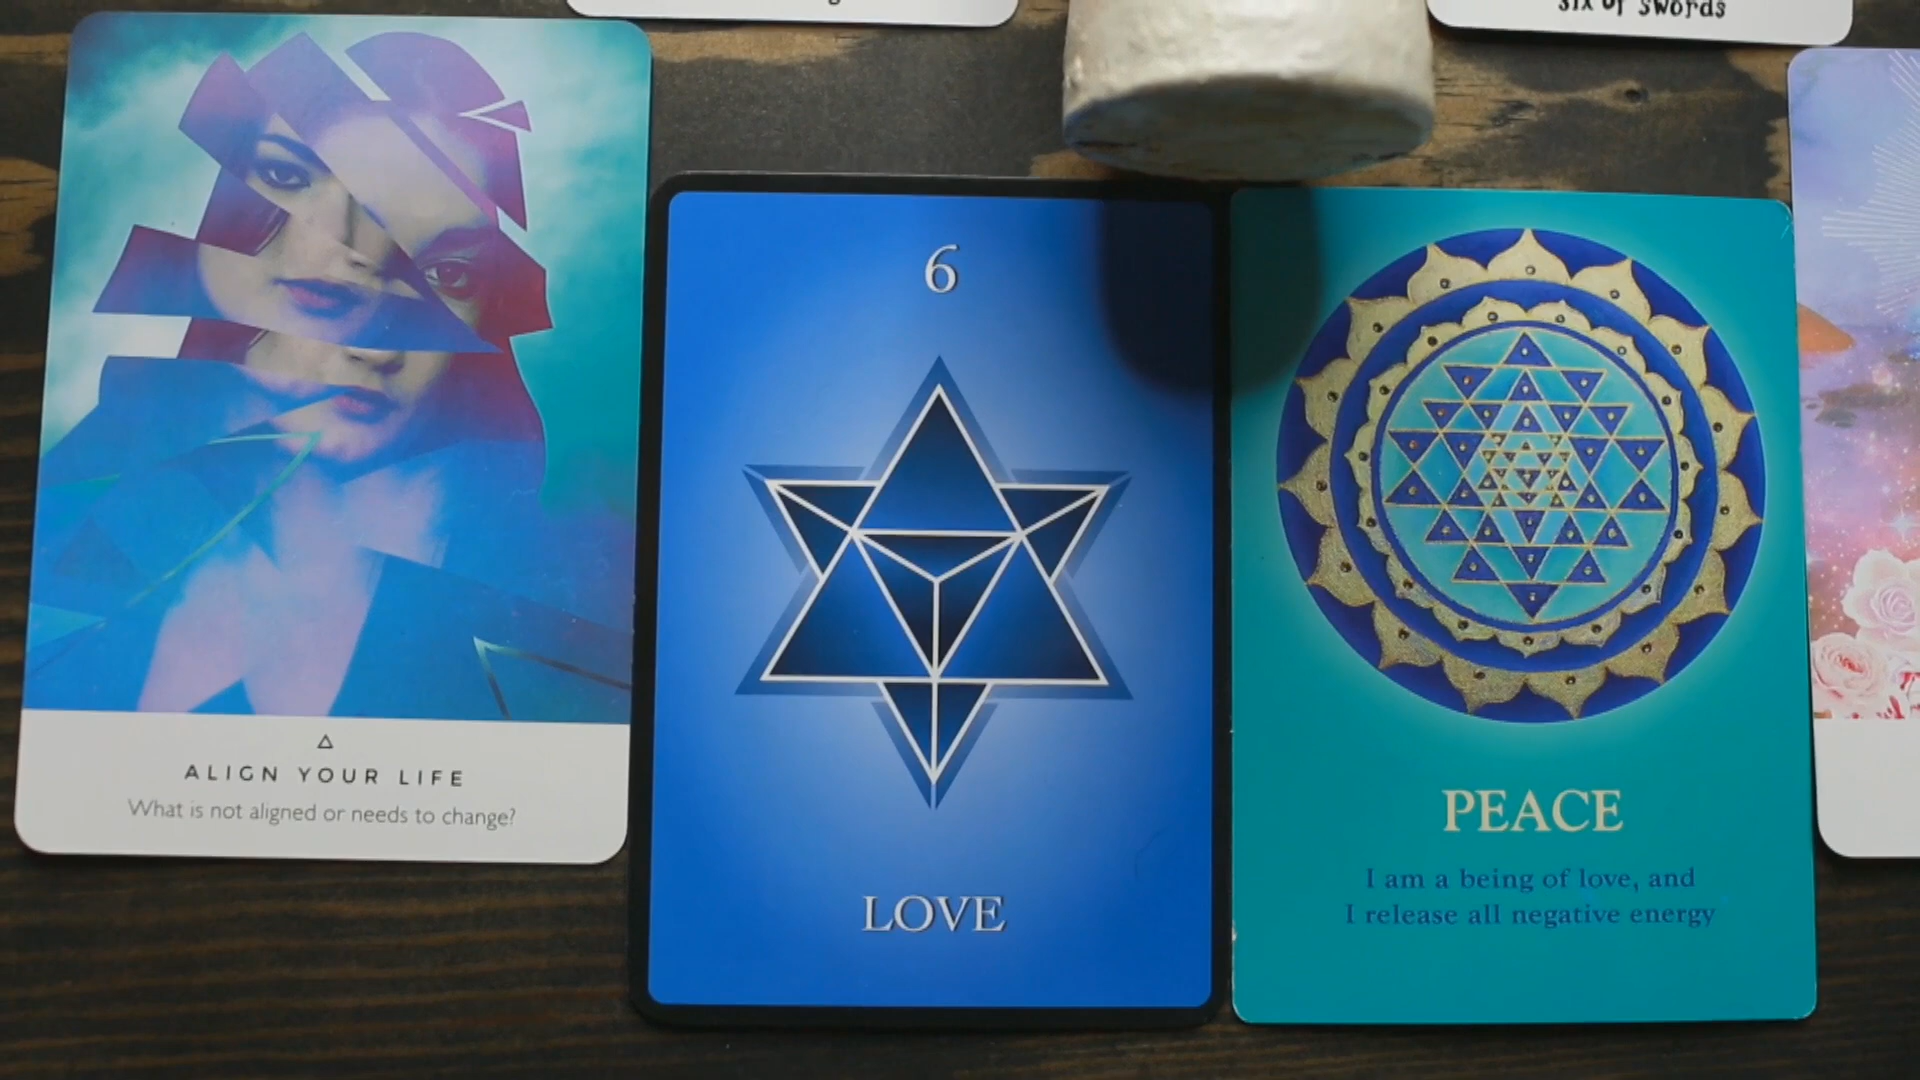 six of swords
ALIGN YOUR LIFE
What is not aligned or needs to change?
6
LOVE
PEACE
I am a being of love, and
I release all negative energy